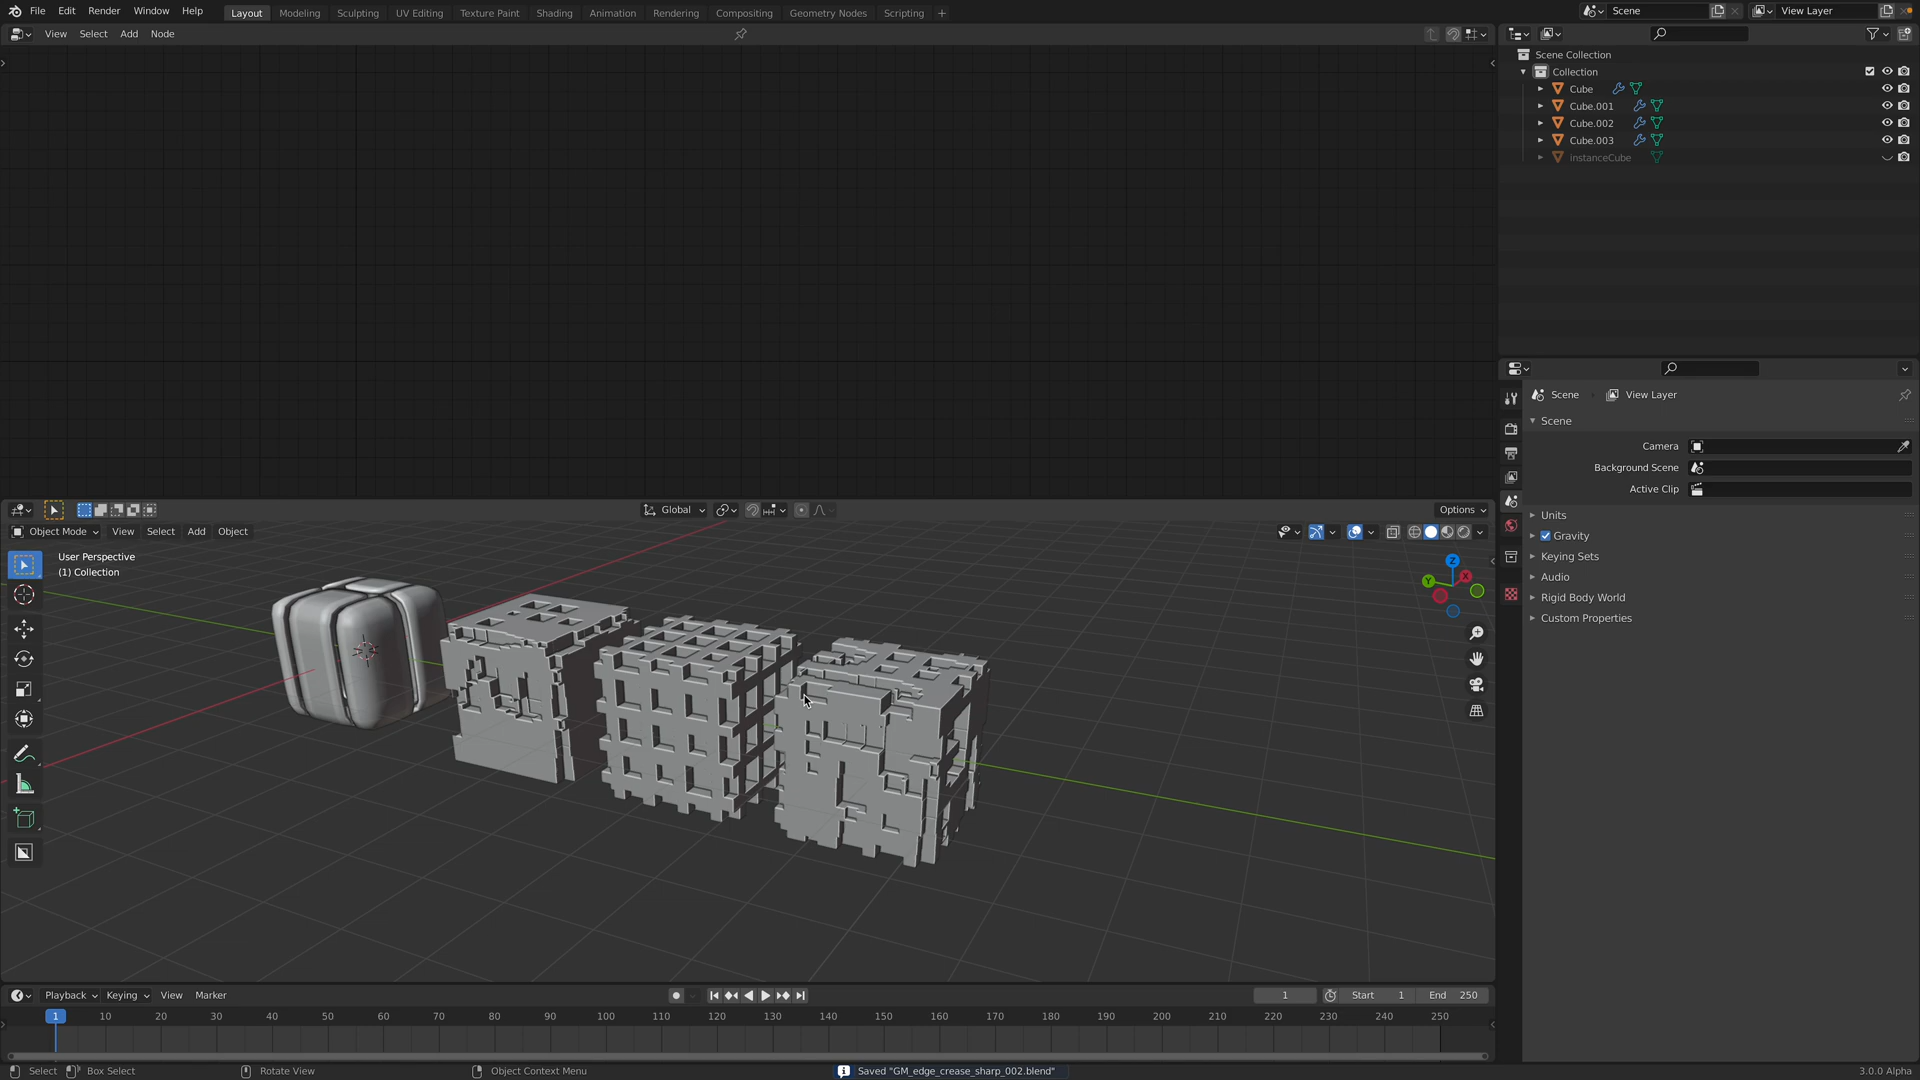 File Edit Render Window Help Layout Modeling Sculpting UV Editing Texture Paint Shading Animation Rendering Compositing Geometry Nodes Scripting + Scene View Layer
View Select Add Node
Scene Collection
Collection
Cube
Cube.001
Cube.002
Cube.003
instanceCube
Scene View Layer
Scene
Camera
Background Scene
Active Clip
Units
Gravity
Keying Sets
Audio
Rigid Body World
Custom Properties
Global Options
Object Mode View Select Add Object
User Perspective
(1) Collection
Z
Y
X
Playback Keying View Marker 1 Start 1 End 250
1 10 20 30 40 50 60 70 80 90 100 110 120 130 140 150 160 170 180 190 200 210 220 230 240 250
Select Box Select Rotate View Object Context Menu Saved "GM_edge_crease_sharp_002.blend" 3.0.0 Alpha